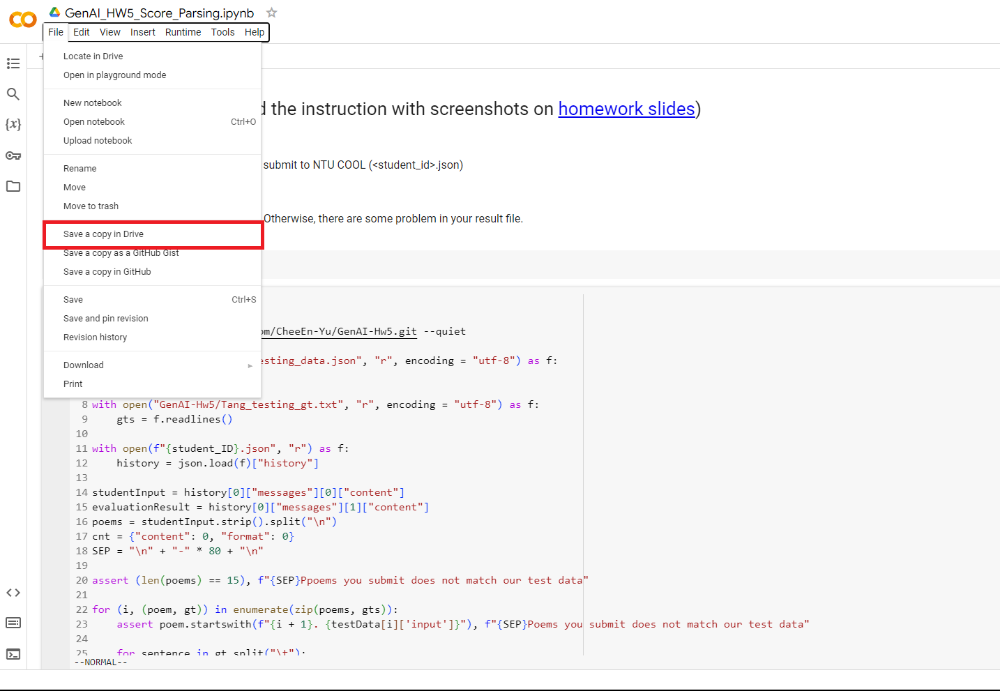 GenAI_HW5_Score_Parsing.ipynb
File Edit View Insert Runtime Tools Help
Locate in Drive
Open in playground mode
New notebook
d the instruction with screenshots on homework slides)
Open notebook Ctrl+O
Upload notebook
Rename
submit to NTU COOL (<student_id>.json)
Move
Move to trash
Otherwise, there are some problem in your result file.
Save a copy in Drive
Save a copy as a GitHub Gist
Save a copy in GitHub
Save Ctrl+S
Save and pin revision
om/CheeEn-Yu/GenAI-Hw5.git --quiet
Revision history
Download
esting_data.json", "r", encoding = "utf-8") as f:
Print
8 with open("GenAI-Hw5/Tang_testing_gt.txt", "r", encoding = "utf-8") as f:
9 gts = f.readlines()
10
11 with open(f"{student_ID}.json", "r") as f:
12 history = json.load(f)["history"]
13
14 studentInput = history[0]["messages"][0]["content"]
15 evaluationResult = history[0]["messages"][1]["content"]
16 poems = studentInput.strip().split("\n")
17 cnt = {"content": 0, "format": 0}
18 SEP = "\n" + "-" * 80 + "\n"
19
20 assert (len(poems) == 15), f"{SEP}Ppoems you submit does not match our test data"
21
22 for (i, (poem, gt)) in enumerate(zip(poems, gts)):
23 assert poem.startswith(f"{i + 1}. {testData[i]['input']}"), f"{SEP}Poems you submit does not match our test data"
24
25 for sentence in gt.split("\t"):
--NORMAL--